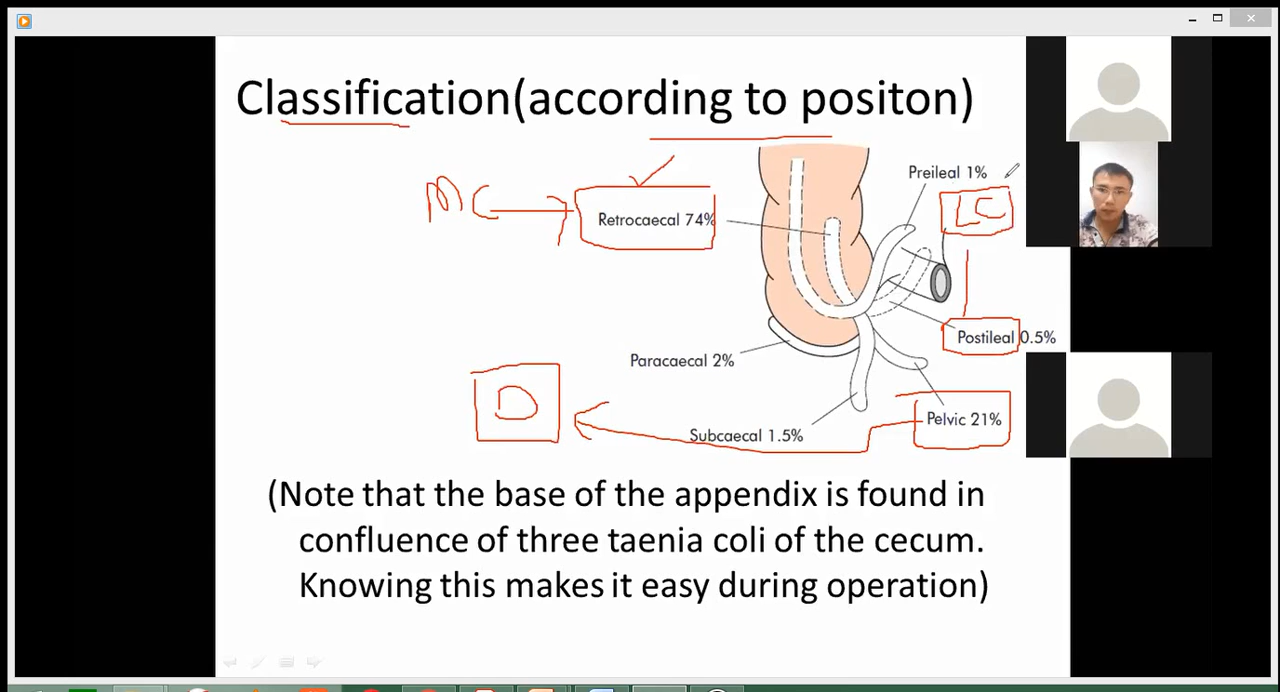 Classification(according to positon)
Preileal 1%
MC
LC
Retrocaecal 74%
Postileal 0.5%
Paracaecal 2%
D
Pelvic 21%
Subcaecal 1.5%
(Note that the base of the appendix is found in
confluence of three taenia coli of the cecum.
Knowing this makes it easy during operation)